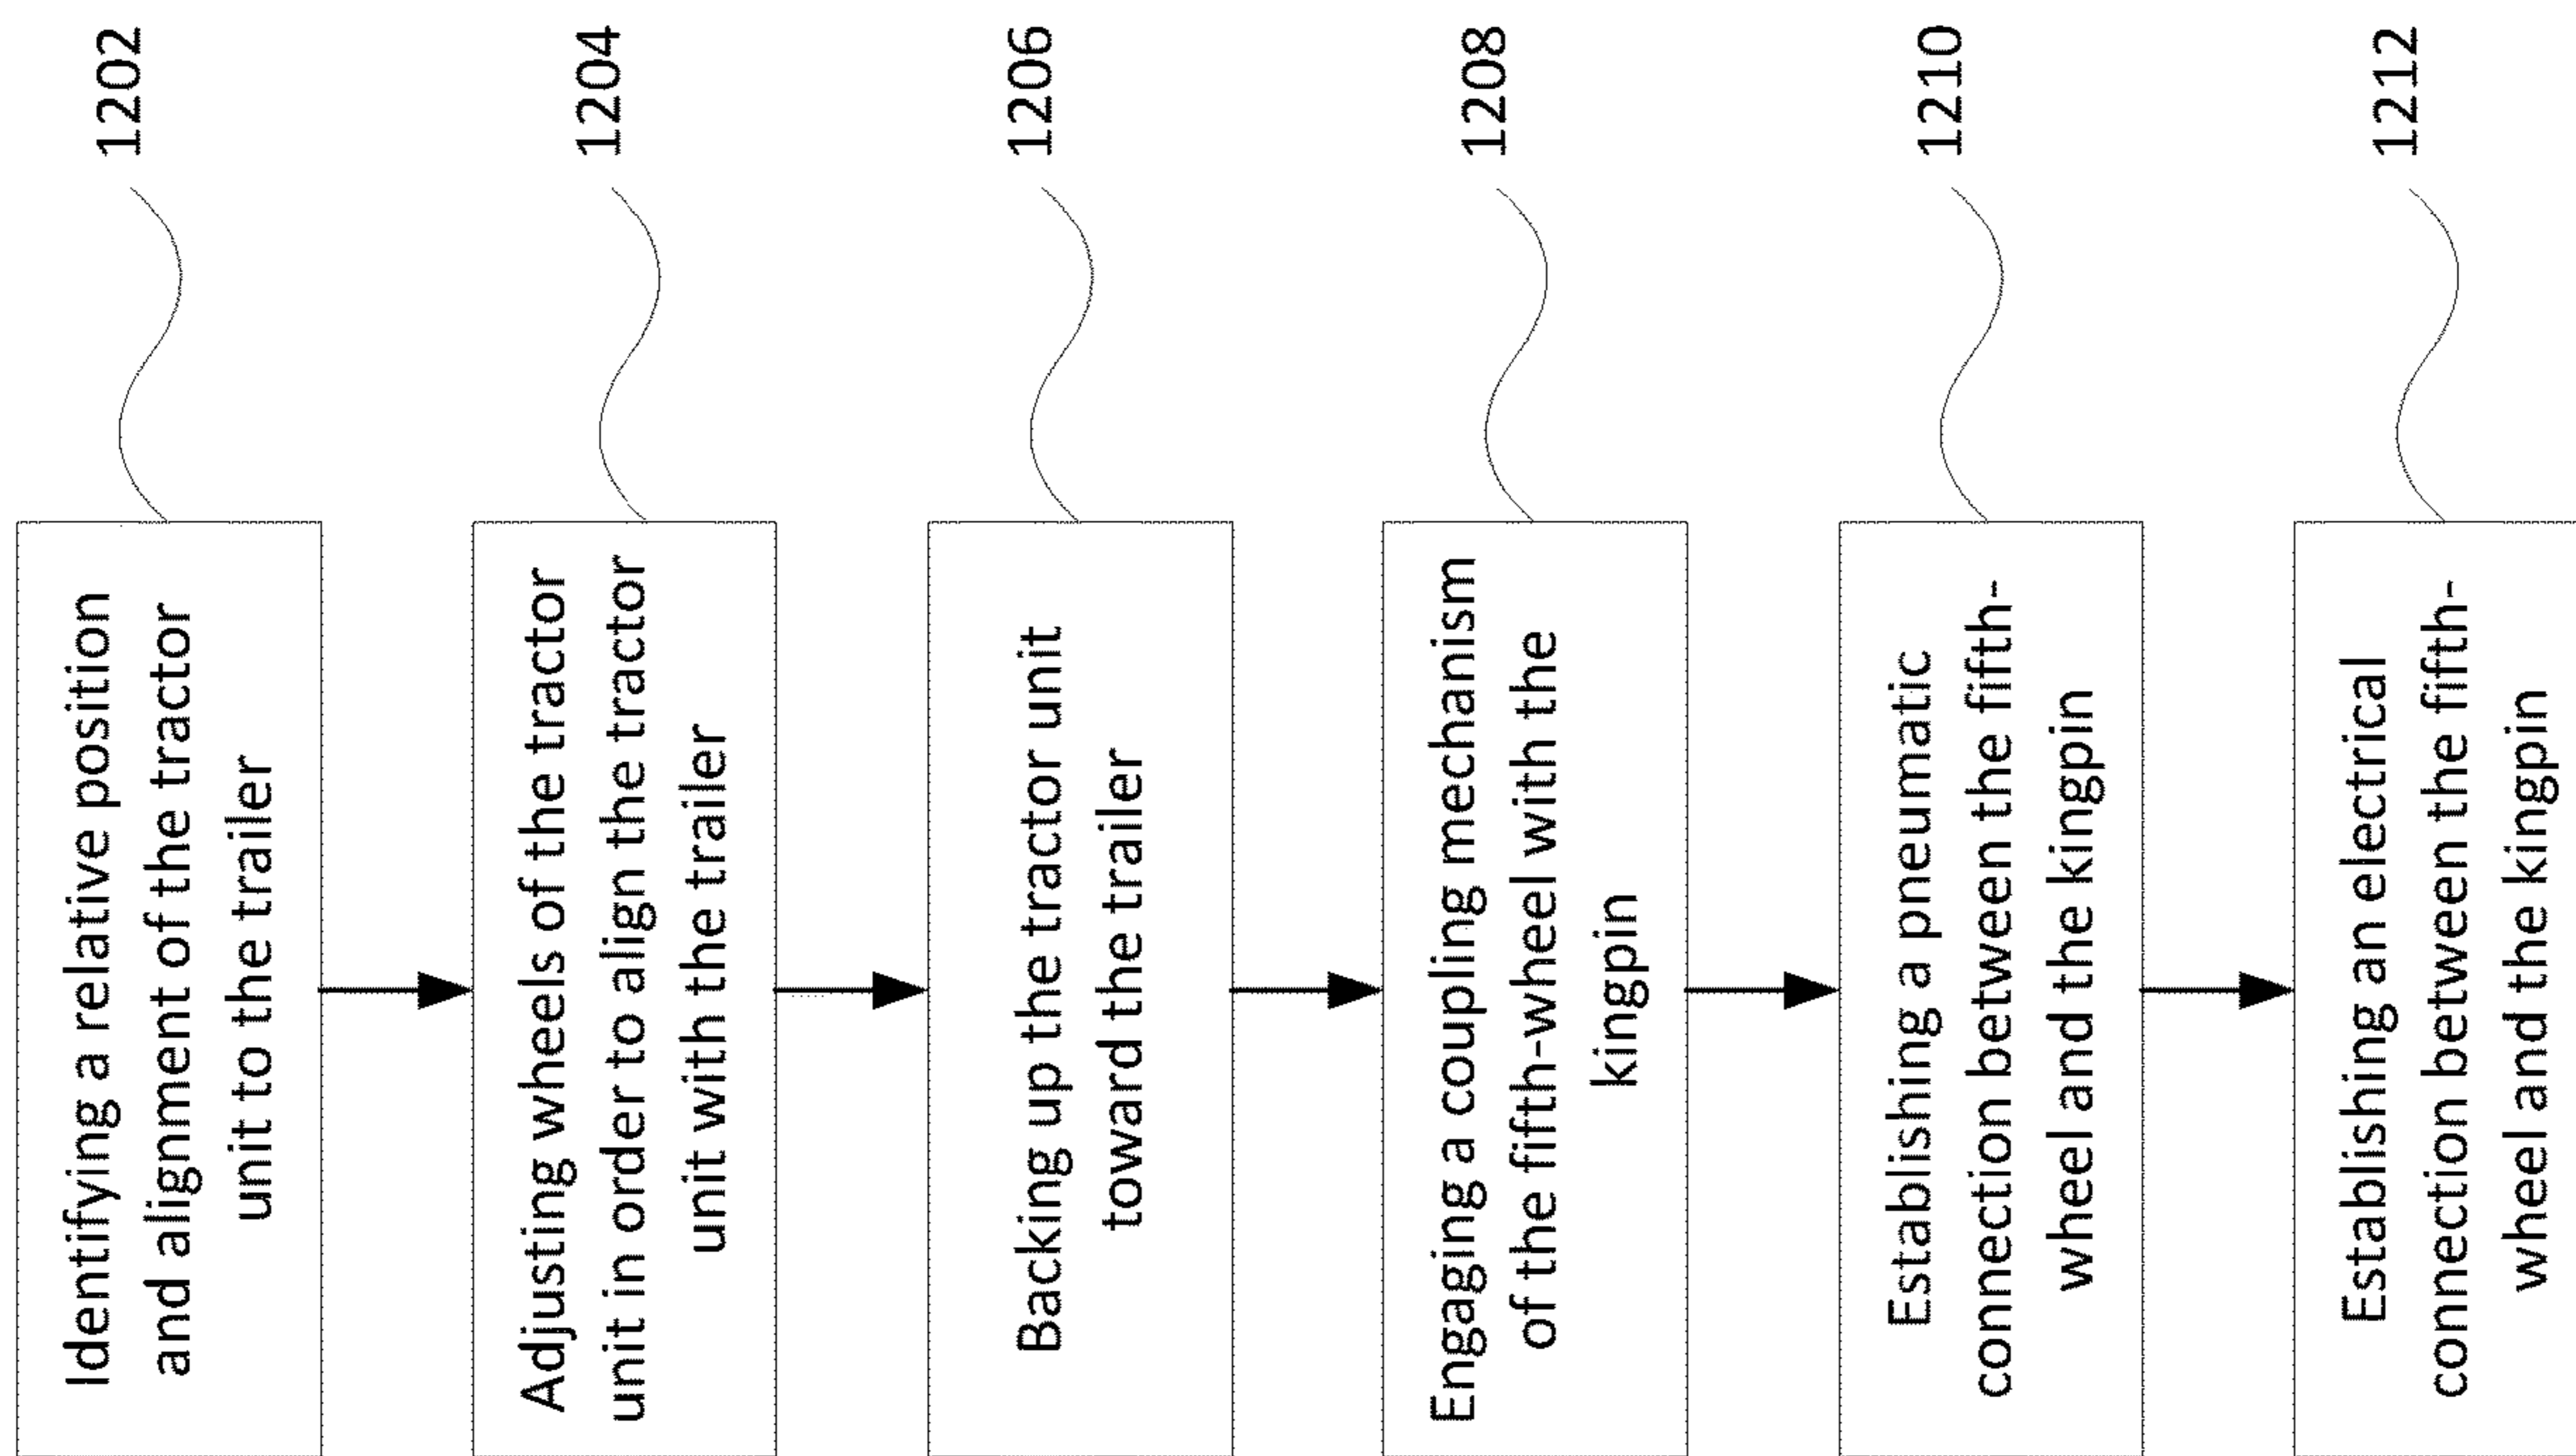 Identifying a relative position
and alignment of the tractor
unit to the trailer
1202
Adjusting wheels of the tractor
unit in order to align the tractor
unit with the trailer
1204
Backing up the tractor unit
toward the trailer
1206
Engaging a coupling mechanism
of the fifth-wheel with the
kingpin
1208
Establishing a pneumatic
connection between the fifth-
wheel and the kingpin
1210
Establishing an electrical
connection between the fifth-
wheel and the kingpin
1212